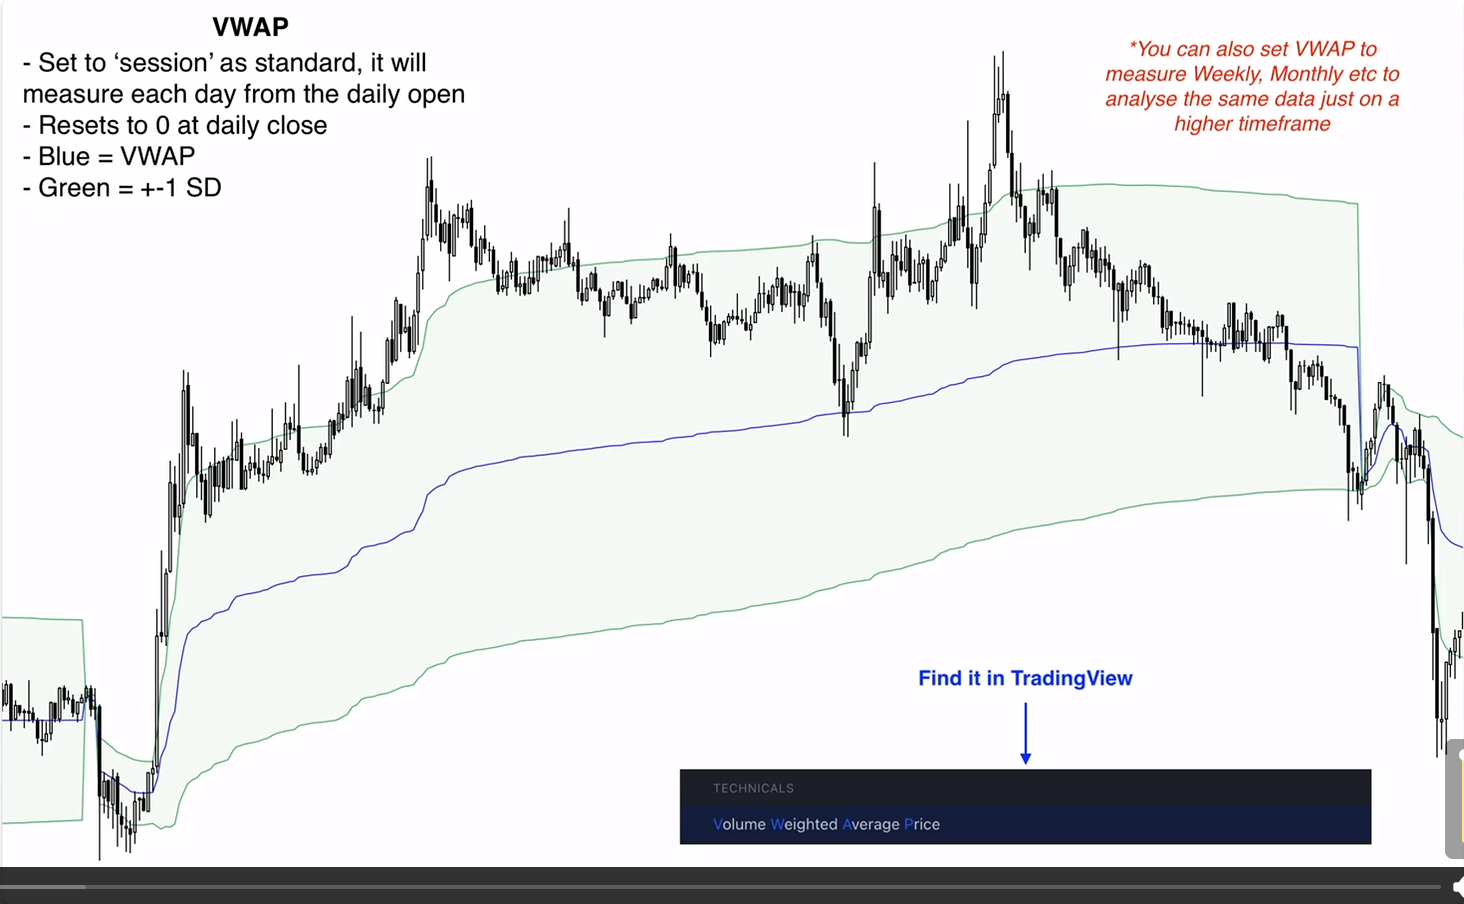 VWAP
- Set to ‘session’ as standard, it will
measure each day from the daily open
- Resets to 0 at daily close
- Blue = VWAP
- Green = +-1 SD
*You can also set VWAP to
measure Weekly, Monthly etc to
analyse the same data just on a
higher timeframe
Find it in TradingView
TECHNICALS
Volume Weighted Average Price